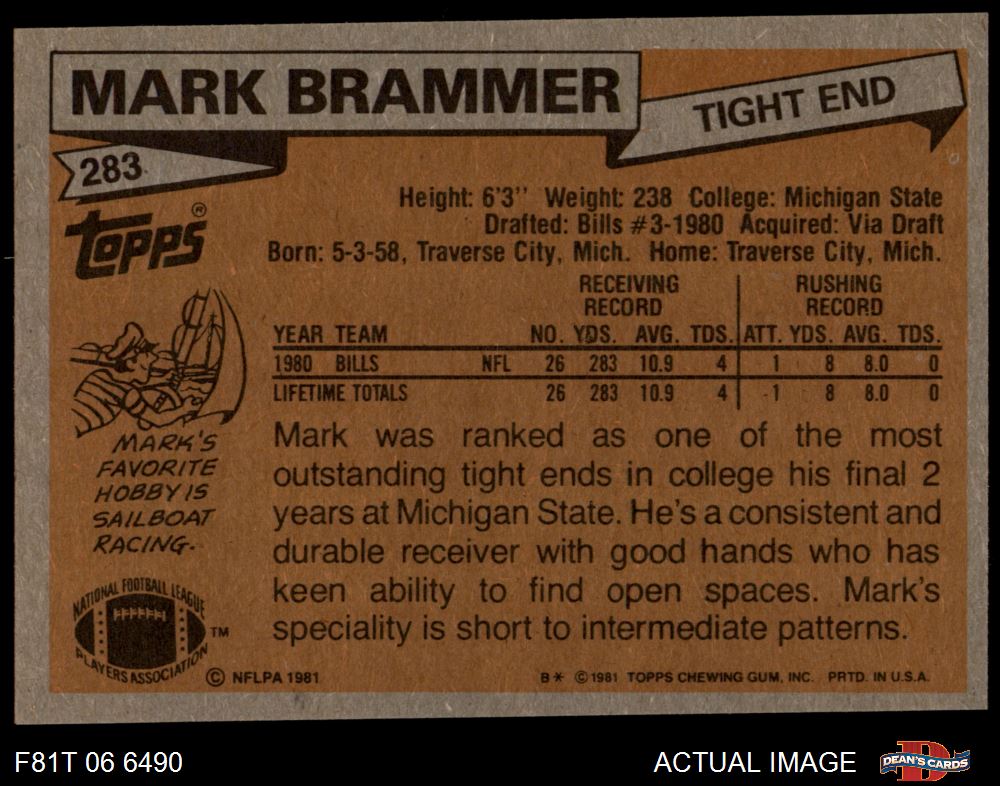 MARK BRAMMER
TIGHT END
283
TOPPS®
Height: 6'3'' Weight: 238 College: Michigan State
Drafted: Bills #3-1980 Acquired: Via Draft
Born: 5-3-58, Traverse City, Mich. Home: Traverse City, Mich.
RECEIVING RECORD RUSHING RECORD
YEAR TEAM NO. YDS. AVG. TDS. ATT. YDS. AVG. TDS.
1980 BILLS NFL 26 283 10.9 4 1 8 8.0 0
LIFETIME TOTALS 26 283 10.9 4 1 8 8.0 0
MARK'S
FAVORITE
HOBBY IS
SAILBOAT
RACING.
Mark was ranked as one of the most
outstanding tight ends in college his final 2
years at Michigan State. He's a consistent and
durable receiver with good hands who has
keen ability to find open spaces. Mark's
speciality is short to intermediate patterns.
NATIONAL FOOTBALL LEAGUE
PLAYERS ASSOCIATION
TM
© NFLPA 1981
B* © 1981 TOPPS CHEWING GUM, INC. PRTD. IN U.S.A.
F81T 06 6490
ACTUAL IMAGE
D
DEAN'S CARDS